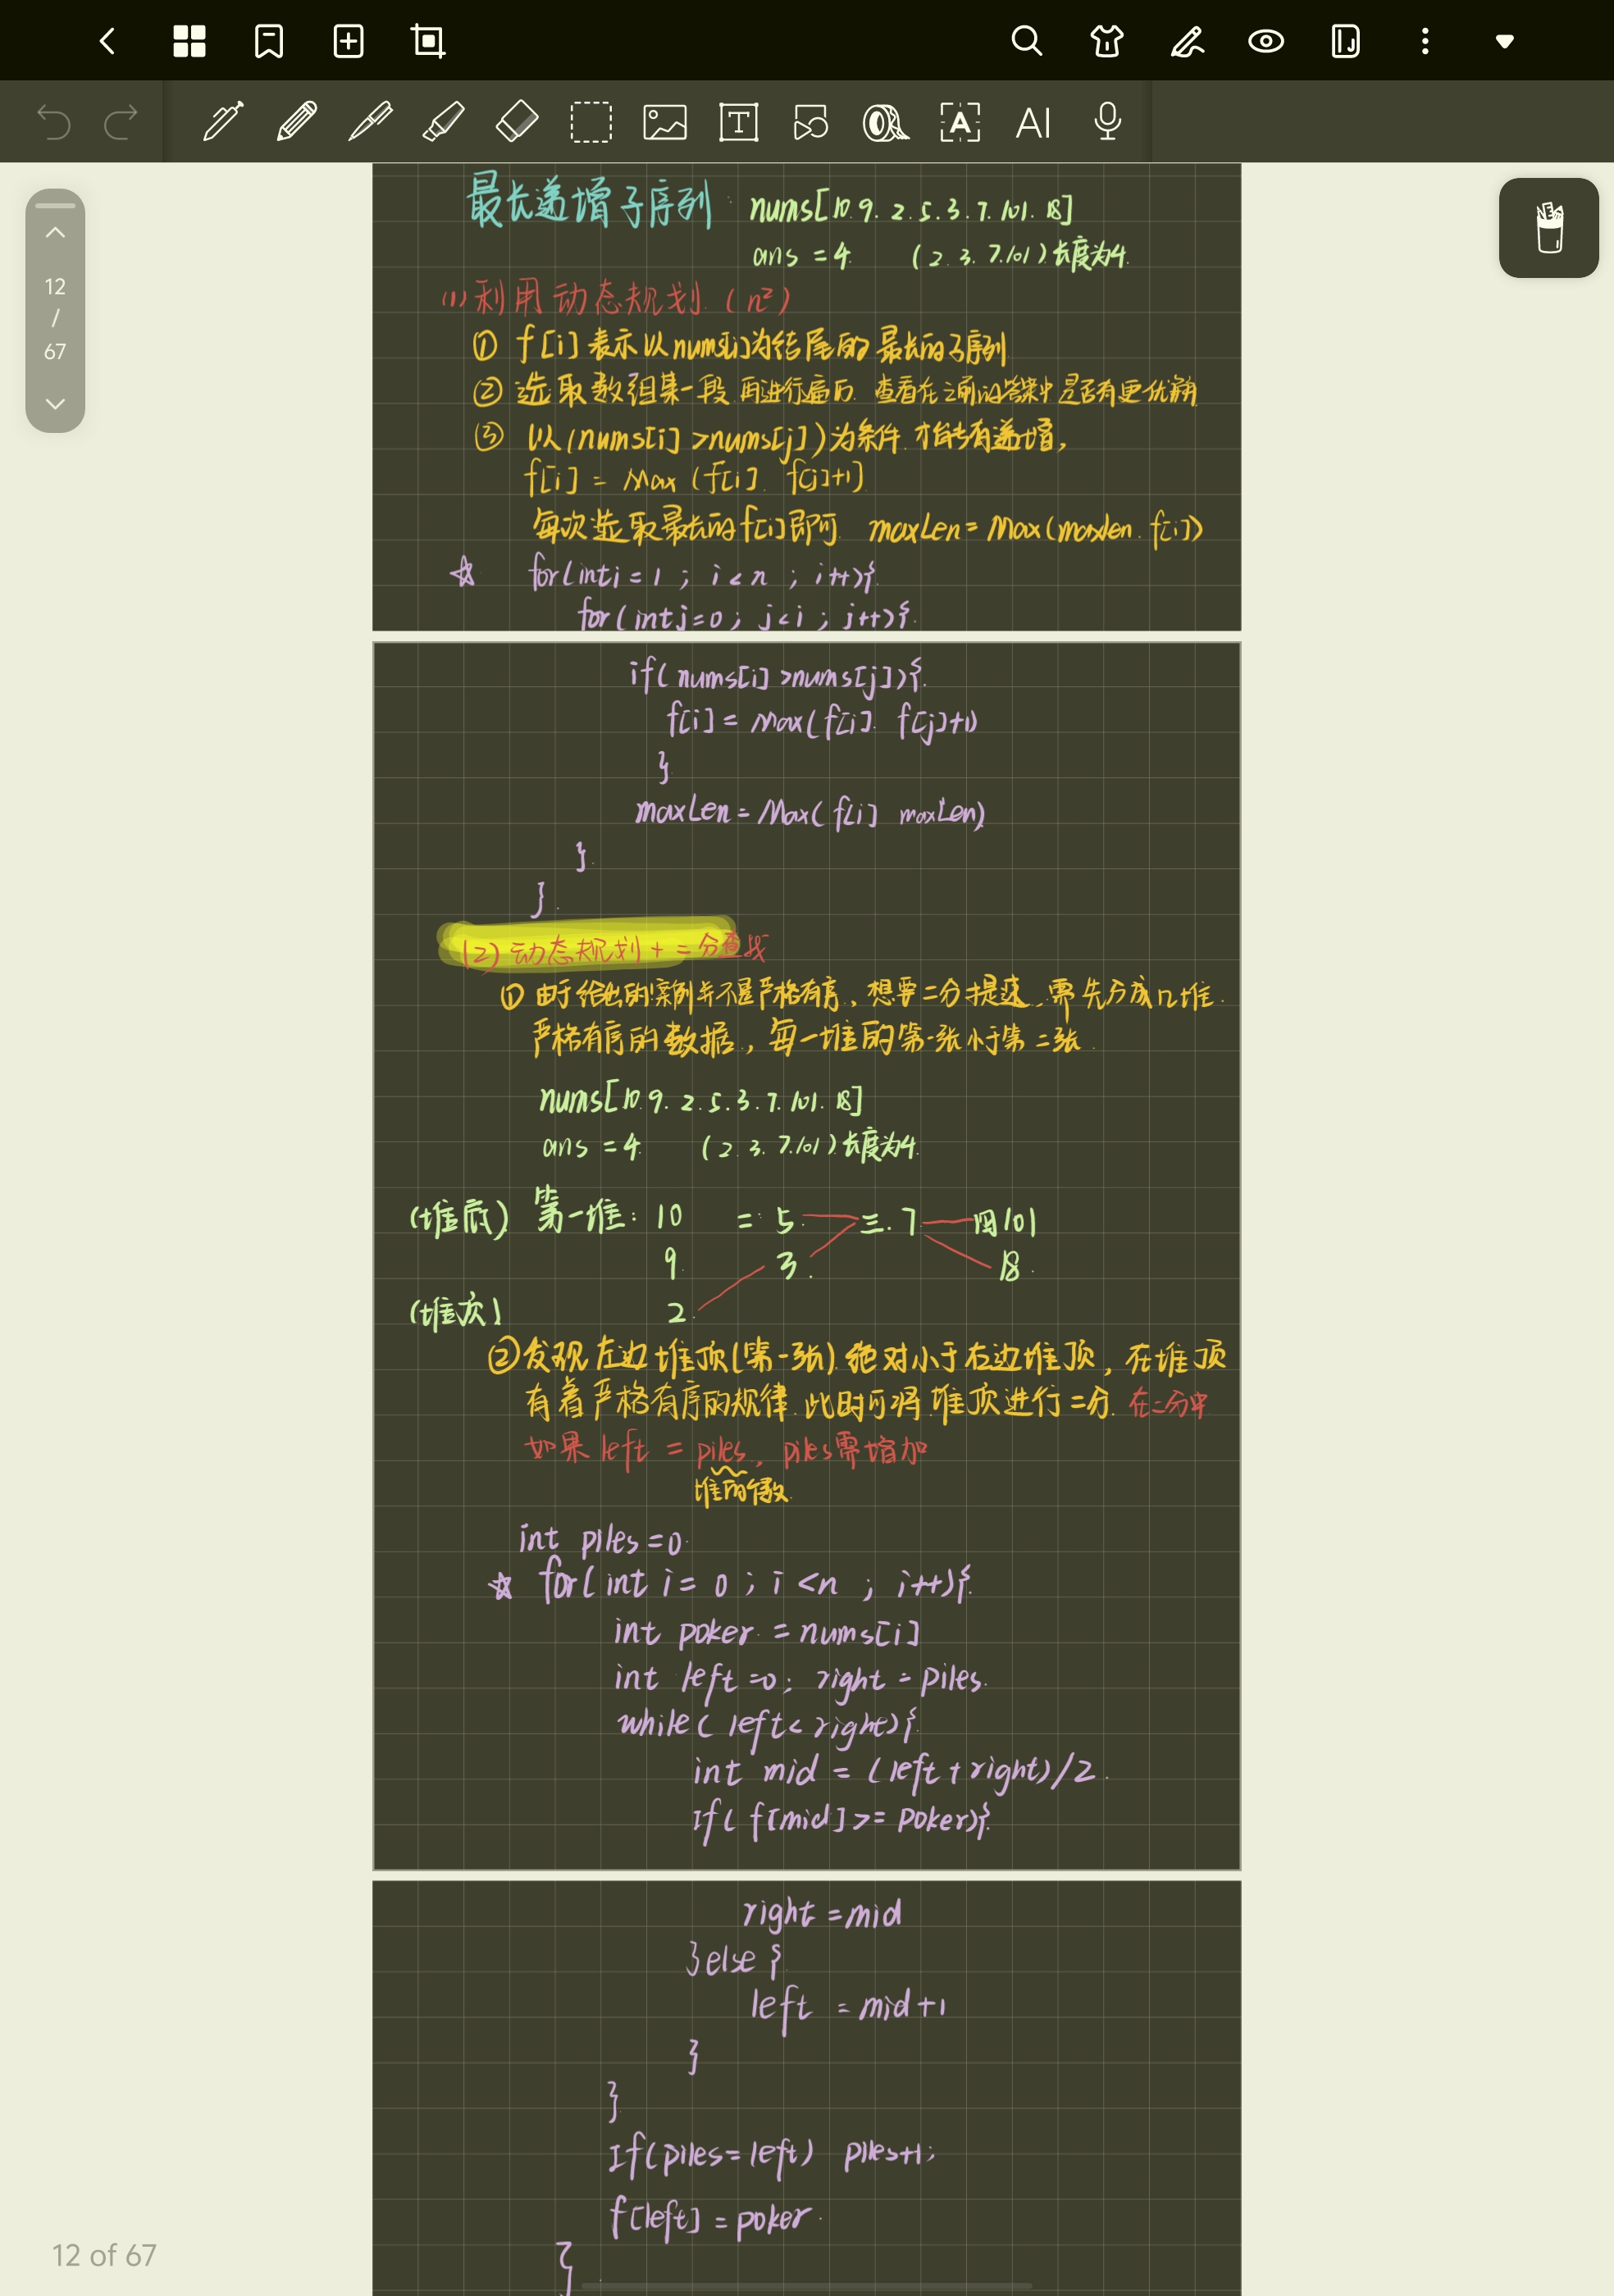 12
/
67
最长递增子序列 nums[10.9.2.5.3.7.101.18]
ans = 4. (2.3.7.101)长度为4.
(1)利用动态规划.(n²)
① f[i]表示以nums[i]为结尾的最长的子序列
② 选取数组某一段.再进行遍历.查看在之前的答案中是否有更优解
③ 以(nums[i]>nums[j])为条件.才能有递增,
f[i] = Max (f[i]. f[j]+1)
每次选取最长的f[i]即可. maxLen = Max(maxlen.f[i])
☆ for(int i = 1 ; i < n ; i++){
for(int j=0; j<i ; j++){
if( nums[i] >nums[j]){
f[i] = Max(f[i]. f[j]+1)
}
maxLen = Max( f[i] maxLen)
}
}
(2)动态规划+二分查找
① 由于给出的案例并不是严格有序,想要二分提速,需先分成n堆
严格有序的数据,每一堆的第一张小于第二张
nums[10.9.2.5.3.7.101.18]
ans = 4. (2.3.7.101)长度为4.
(堆底) 第一堆: 10 二 5 三. 7 四101
9 3 18
(堆顶) 2
②发现左边堆顶(第一张)绝对小于右边堆顶,在堆顶
有着严格有序的规律.此时可将堆顶进行二分.在二分中
如果 left = piles, piles需增加
堆的个数
int piles =0
☆ for( int i = 0 ; i <n ; i++){
int poker = nums[i]
int left =0; right = piles.
while( left< right){
int mid = (left+right)/2.
If( f[mid]>= poker){
right = mid
}else {
left = mid+1
}
}
If(piles=left) piles+1;
f[left] = poker
}
12 of 67